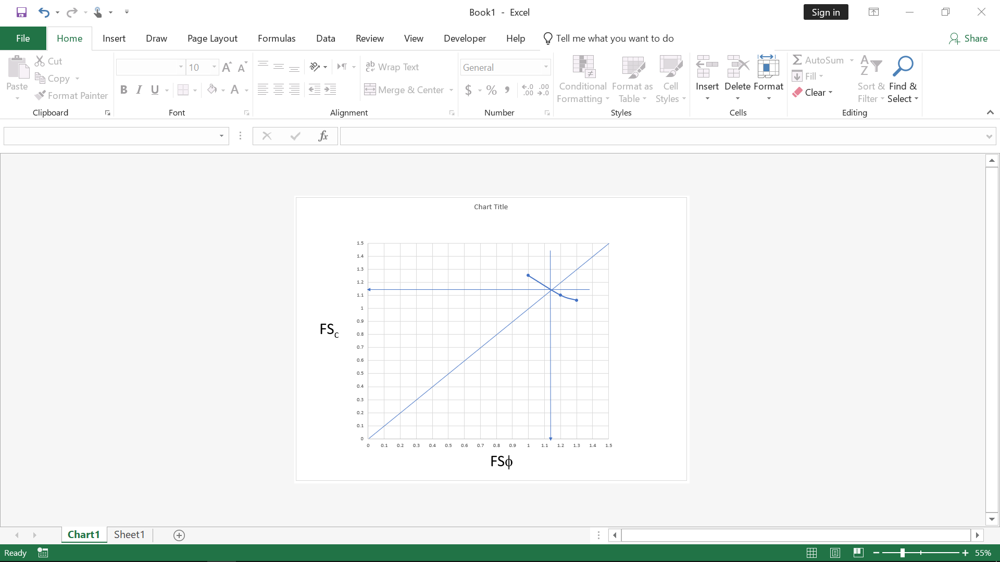 Book1 - Excel
Sign in
File Home Insert Draw Page Layout Formulas Data Review View Developer Help Tell me what you want to do Share
Paste
Cut
Copy
Format Painter
Clipboard
10
B I U
Font
Wrap Text
Merge & Center
Alignment
General
$ % ,
Number
Conditional Formatting
Format as Table
Cell Styles
Styles
Insert
Delete
Format
Cells
AutoSum
Fill
Clear
Sort & Filter
Find & Select
Editing
fx
Chart Title
1.5
1.4
1.3
1.2
1.1
1
0.9
0.8
0.7
0.6
0.5
0.4
0.3
0.2
0.1
0
FSc
0 0.1 0.2 0.3 0.4 0.5 0.6 0.7 0.8 0.9 1 1.1 1.2 1.3 1.4 1.5
FSϕ
Chart1 Sheet1
Ready
55%